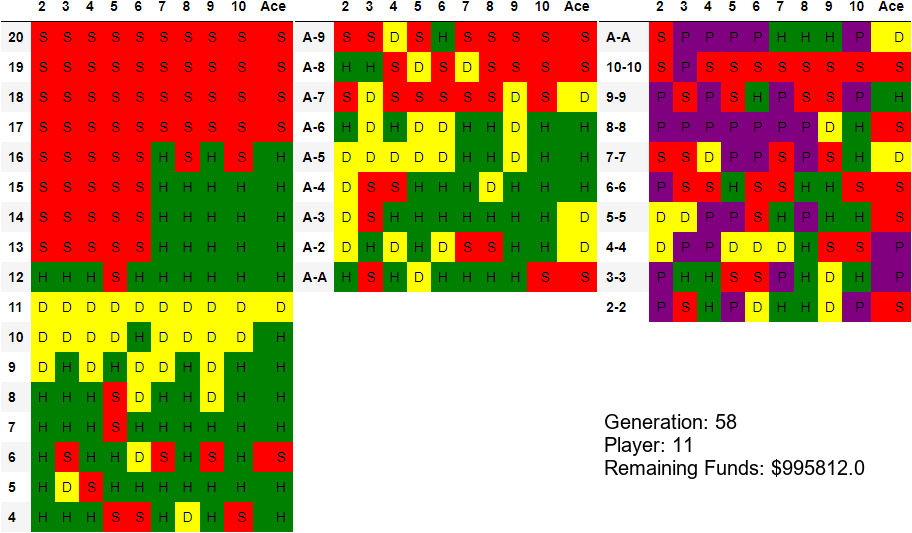 2 3 4 5 6 7 8 9 10 Ace
20 S S S S S S S S S S
19 S S S S S S S S S S
18 S S S S S S S S S S
17 S S S S S S S S S S
16 S S S S S H S H S H
15 S S S S S H H H H H
14 S S S S S H H H H H
13 S S S S S H H H H H
12 H H H S H H H H H H
11 D D D D D D D D D D
10 D D D D H D D D D H
9 D H D H D D H D H H
8 H H H S D H H D H H
7 H H H S H H H H H H
6 H S H H D S H S H S
5 H D S H H H H H H H
4 H H H S S H D H S H
2 3 4 5 6 7 8 9 10 Ace
A-9 S S D S H S S S S S
A-8 H H S D S D S S S S
A-7 S D S S S S S D S D
A-6 H D H D D H H D H H
A-5 D D D D D H H D H H
A-4 D S S H H H D H H H
A-3 D S H H H H H H H D
A-2 D H D H D S S H H D
A-A H S H D H H H H S S
2 3 4 5 6 7 8 9 10 Ace
A-A S P P P P H H H P D
10-10 S P S S S S S S S S
9-9 P S P S H P S S P H
8-8 P P P P P P P D H S
7-7 S S D P P S P S H D
6-6 P S S H S S H H S S
5-5 D D P P S H P H H S
4-4 D P P D D D H S S P
3-3 P H H S S P H D H P
2-2 P S H P D H H D P S
Generation: 58
Player: 11
Remaining Funds: $995812.0